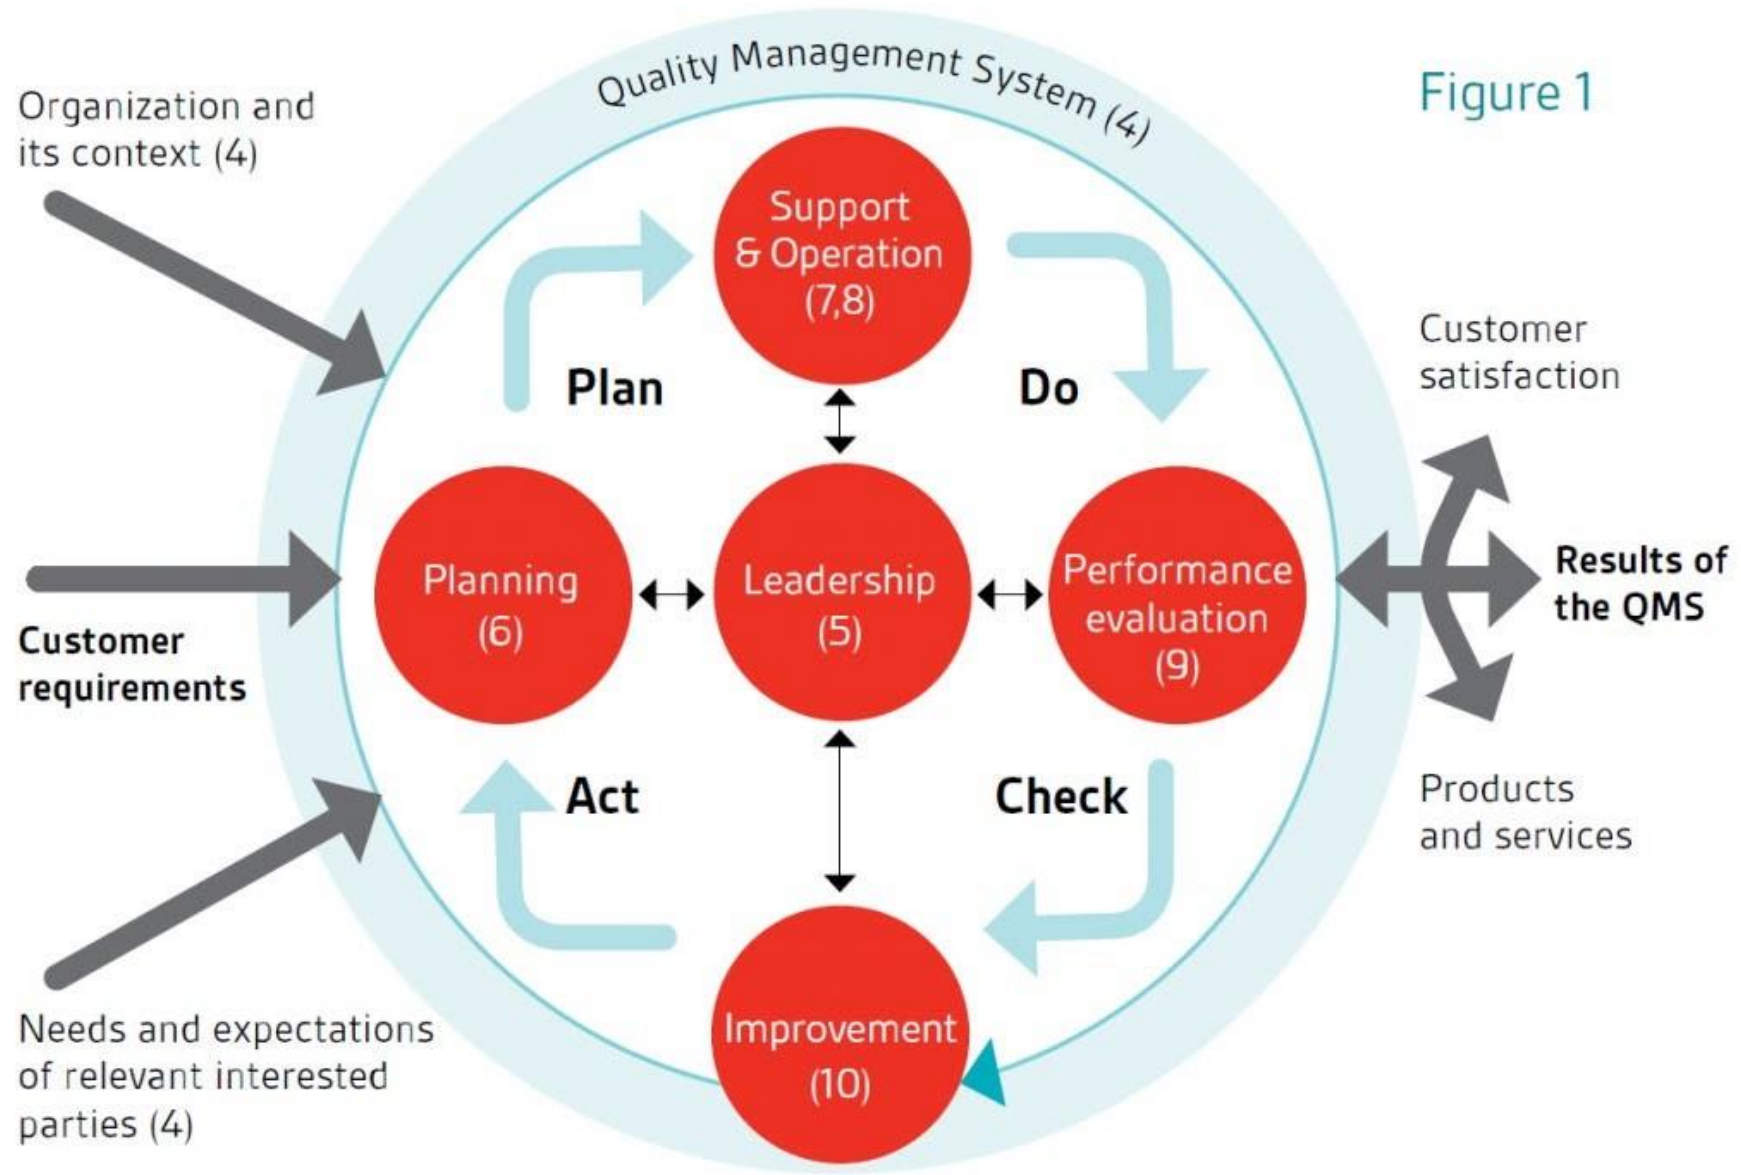 Quality Management System (4)
Figure 1
Organization and
its context (4)
Support
& Operation
(7,8)
Customer
satisfaction
Plan
Do
Planning
(6)
Leadership
(5)
Performance
evaluation
(9)
Results of
the QMS
Customer
requirements
Act
Check
Products
and services
Improvement
(10)
Needs and expectations
of relevant interested
parties (4)